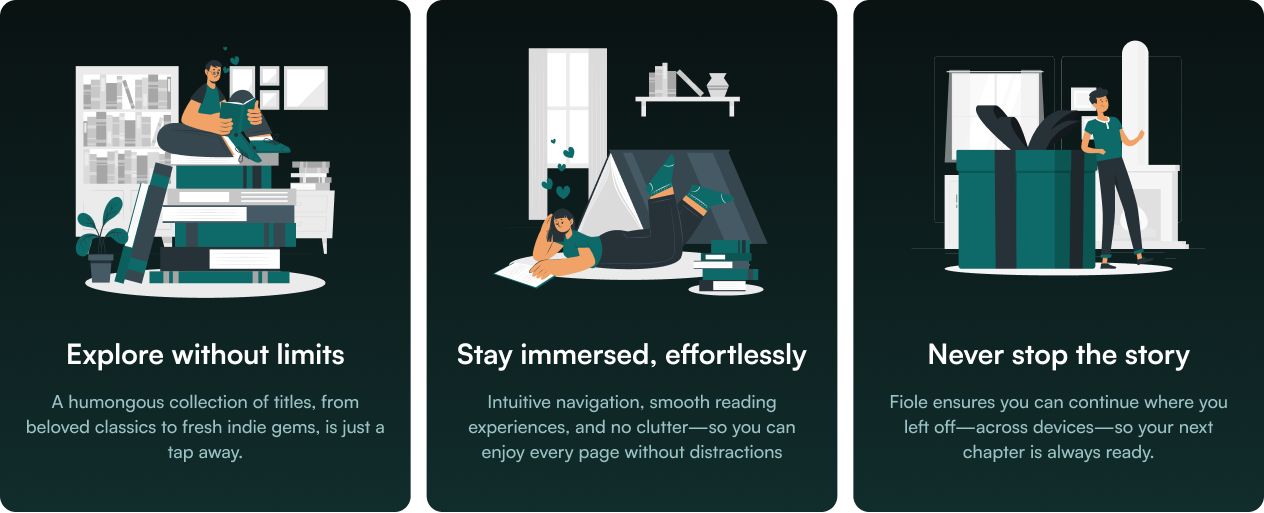 Explore without limits
A humongous collection of titles, from
beloved classics to fresh indie gems, is just a
tap away.
Stay immersed, effortlessly
Intuitive navigation, smooth reading
experiences, and no clutter—so you can
enjoy every page without distractions
Never stop the story
Fiole ensures you can continue where you
left off—across devices—so your next
chapter is always ready.